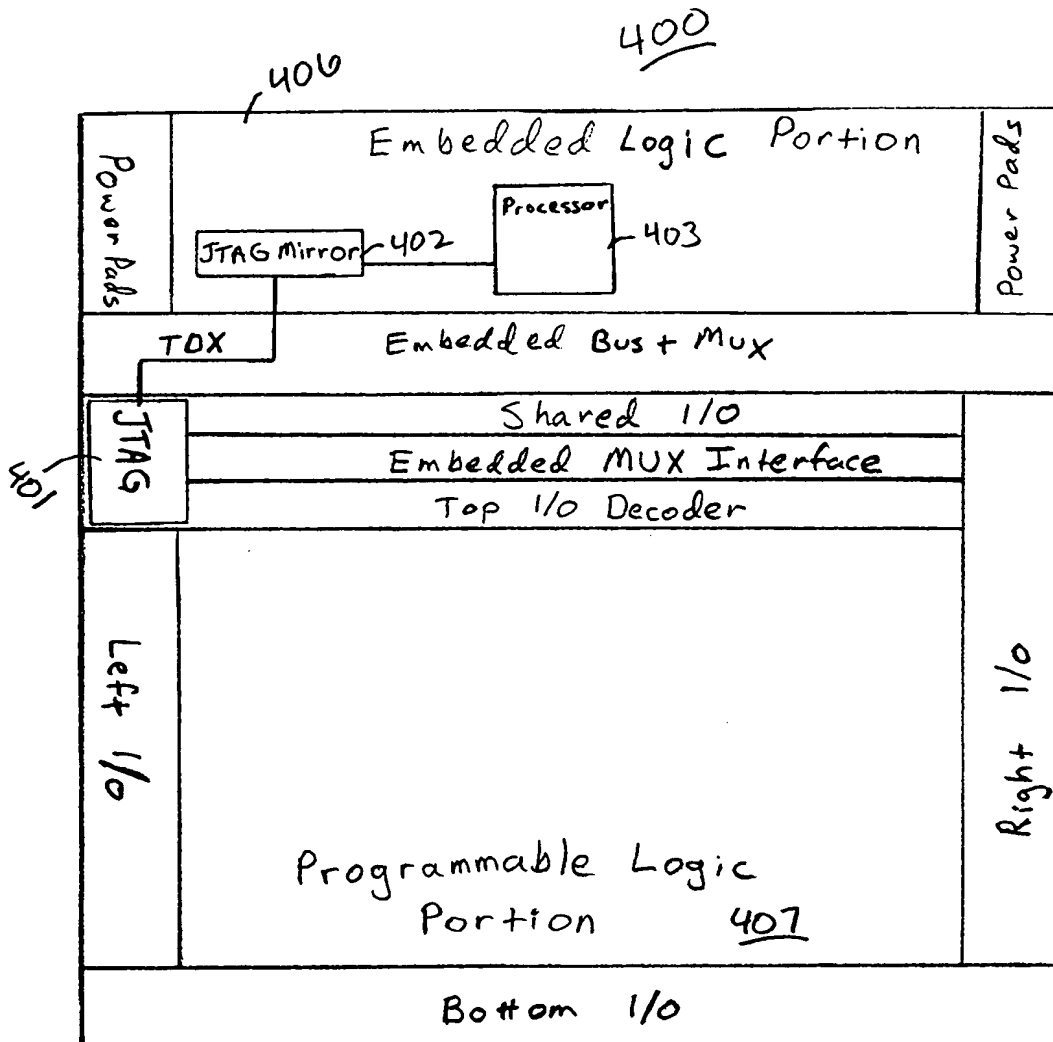 400
406
Embedded Logic Portion
Power Pads
Power Pads
Processor
JTAG Mirror
402
403
TDX
Embedded Bus + Mux
JTAG
401
Shared I/O
Embedded MUX Interface
Top I/O Decoder
Left I/O
Right I/O
Programmable Logic
Portion 407
Bottom I/O